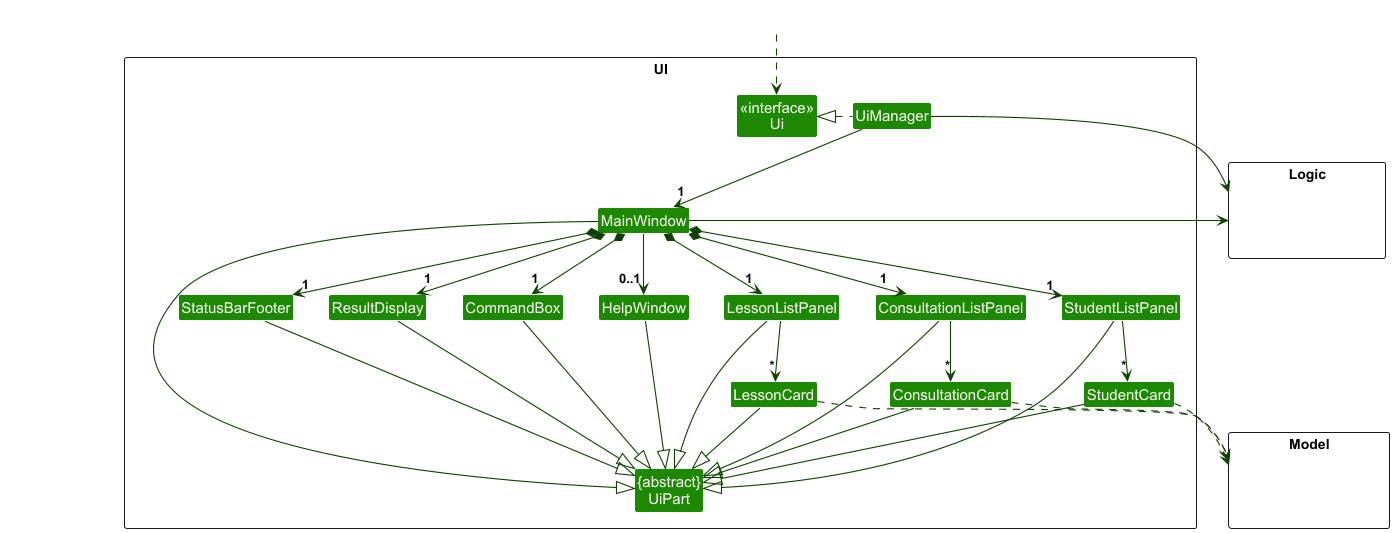 UI
«interface»
Ui
UiManager
Logic
1
MainWindow
1
1
1
0..1
1
1
1
StatusBarFooter
ResultDisplay
CommandBox
HelpWindow
LessonListPanel
ConsultationListPanel
StudentListPanel
*
*
*
LessonCard
ConsultationCard
StudentCard
Model
{abstract}
UiPart